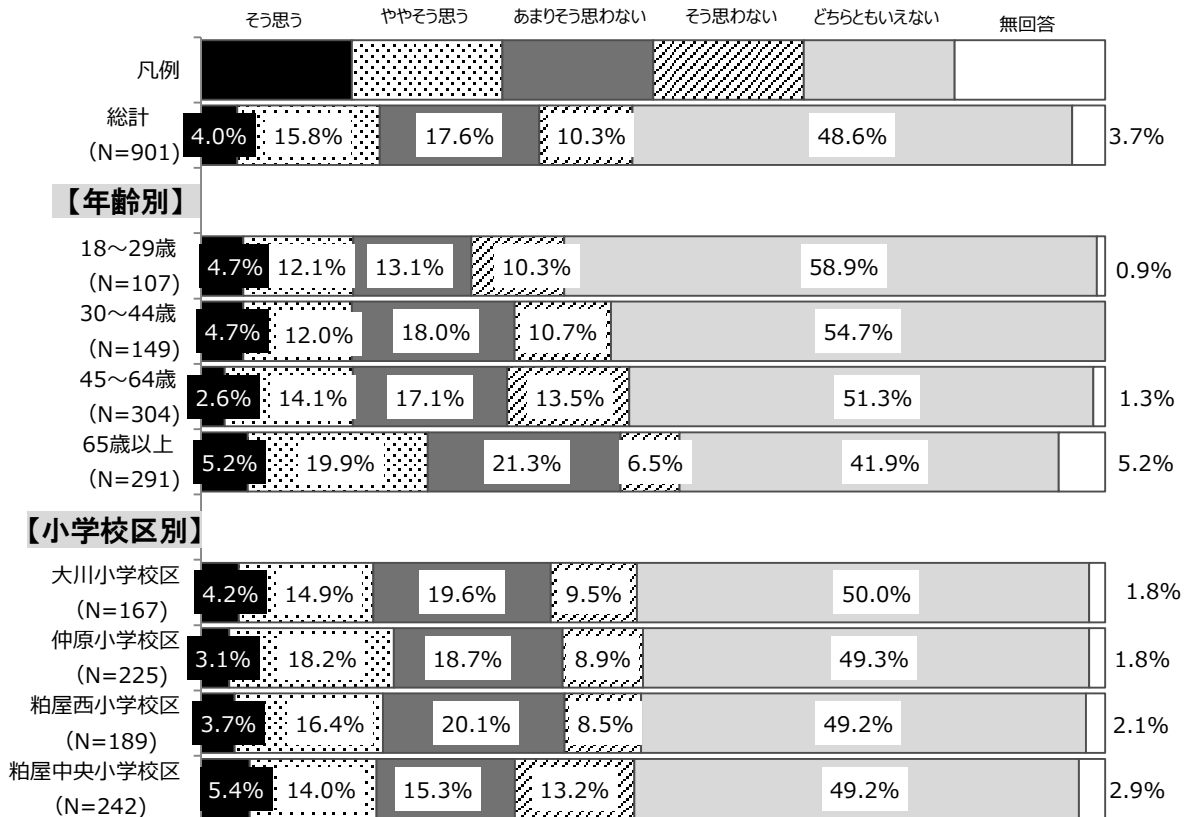 そう思う ややそう思う あまりそう思わない そう思わない どちらともいえない 無回答
凡例
総計
（N=901）
4.0% 15.8% 17.6% 10.3% 48.6% 3.7%
【年齢別】
18～29歳
（N=107）
4.7% 12.1% 13.1% 10.3% 58.9% 0.9%
30～44歳
（N=149）
4.7% 12.0% 18.0% 10.7% 54.7%
45～64歳
（N=304）
2.6% 14.1% 17.1% 13.5% 51.3% 1.3%
65歳以上
（N=291）
5.2% 19.9% 21.3% 6.5% 41.9% 5.2%
【小学校区別】
大川小学校区
（N=167）
4.2% 14.9% 19.6% 9.5% 50.0% 1.8%
仲原小学校区
（N=225）
3.1% 18.2% 18.7% 8.9% 49.3% 1.8%
粕屋西小学校区
（N=189）
3.7% 16.4% 20.1% 8.5% 49.2% 2.1%
粕屋中央小学校区
（N=242）
5.4% 14.0% 15.3% 13.2% 49.2% 2.9%